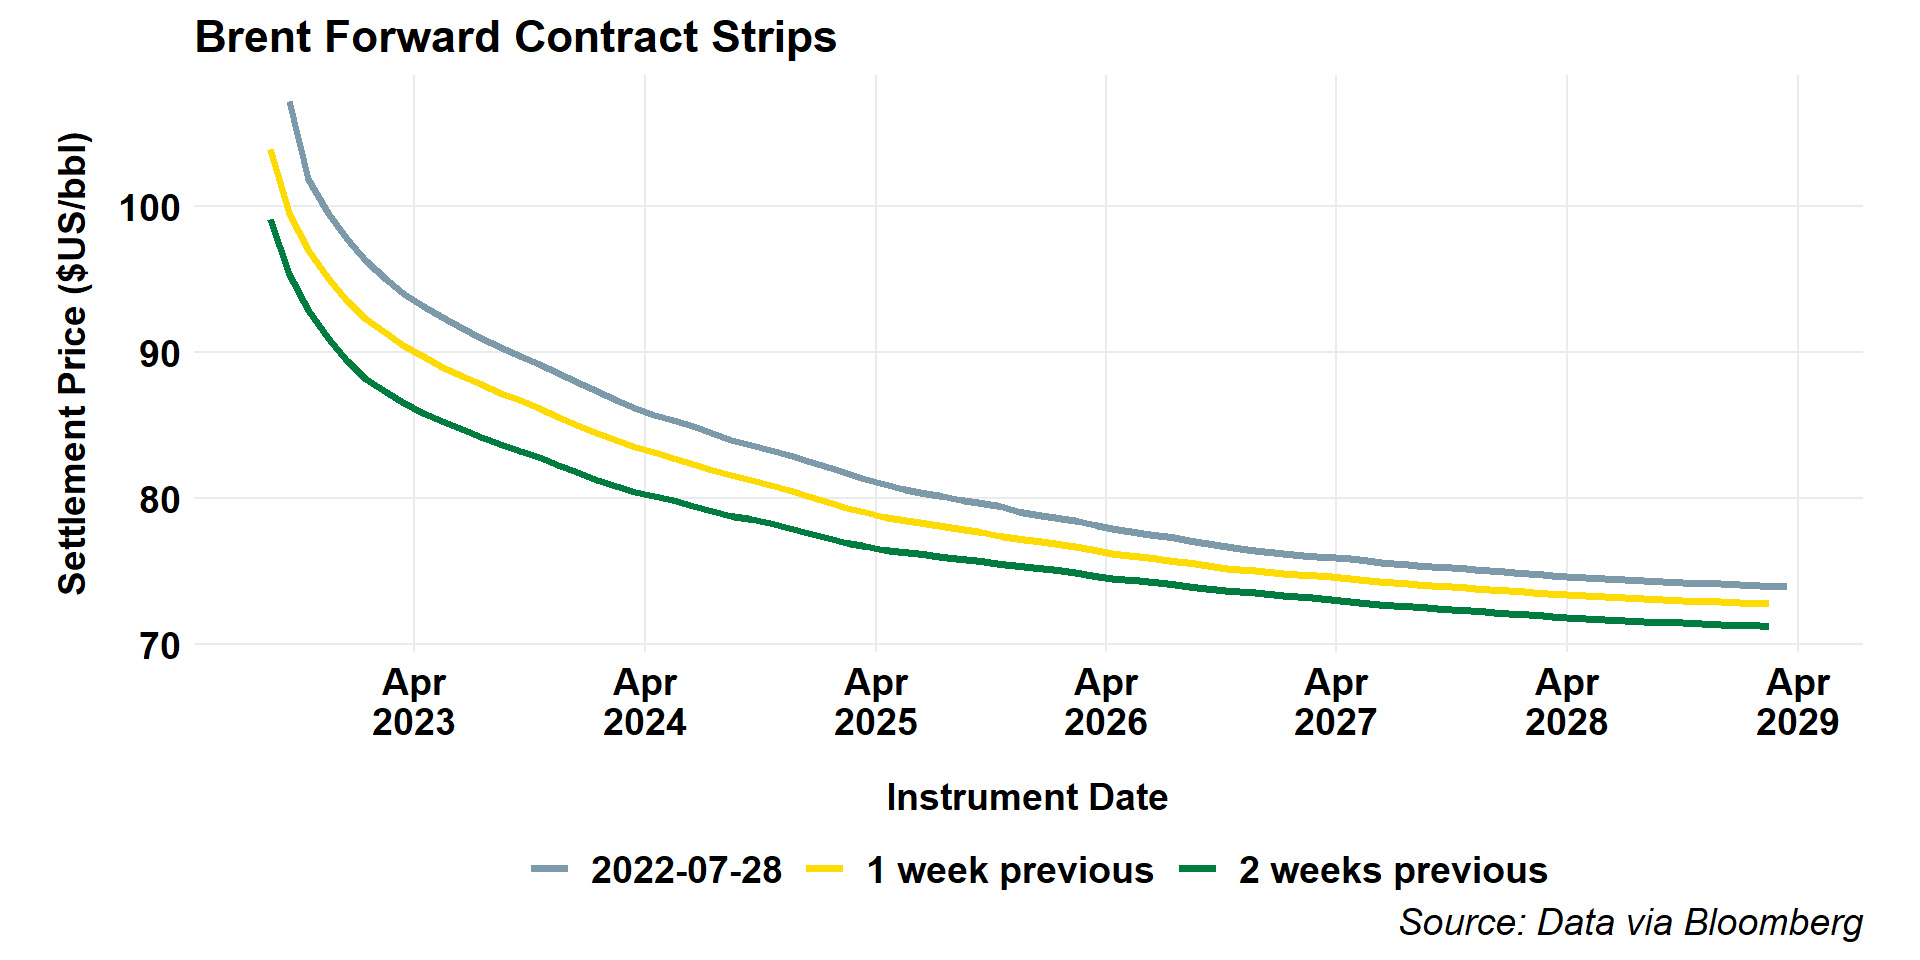 Brent Forward Contract Strips
Settlement Price ($US/bbl)
100
90
80
70
Apr 2023
Apr 2024
Apr 2025
Apr 2026
Apr 2027
Apr 2028
Apr 2029
Instrument Date
2022-07-28 1 week previous 2 weeks previous
Source: Data via Bloomberg